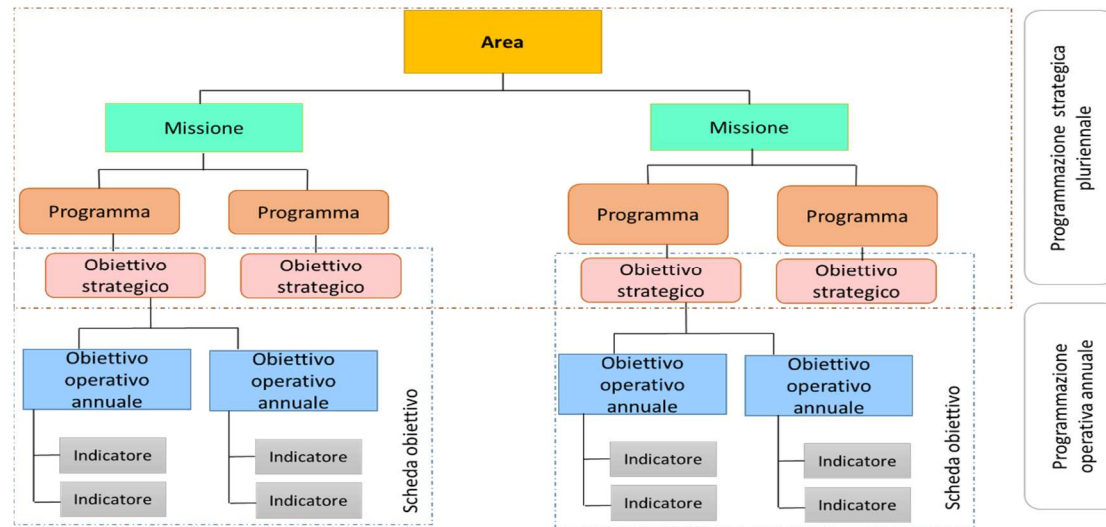 Area
Missione
Missione
Programma
Programma
Programma
Programma
Obiettivo
strategico
Obiettivo
strategico
Obiettivo
strategico
Obiettivo
strategico
Obiettivo
operativo
annuale
Obiettivo
operativo
annuale
Obiettivo
operativo
annuale
Obiettivo
operativo
annuale
Indicatore
Indicatore
Indicatore
Indicatore
Indicatore
Indicatore
Indicatore
Indicatore
Scheda obiettivo
Scheda obiettivo
Programmazione strategica
pluriennale
Programmazione
operativa annuale